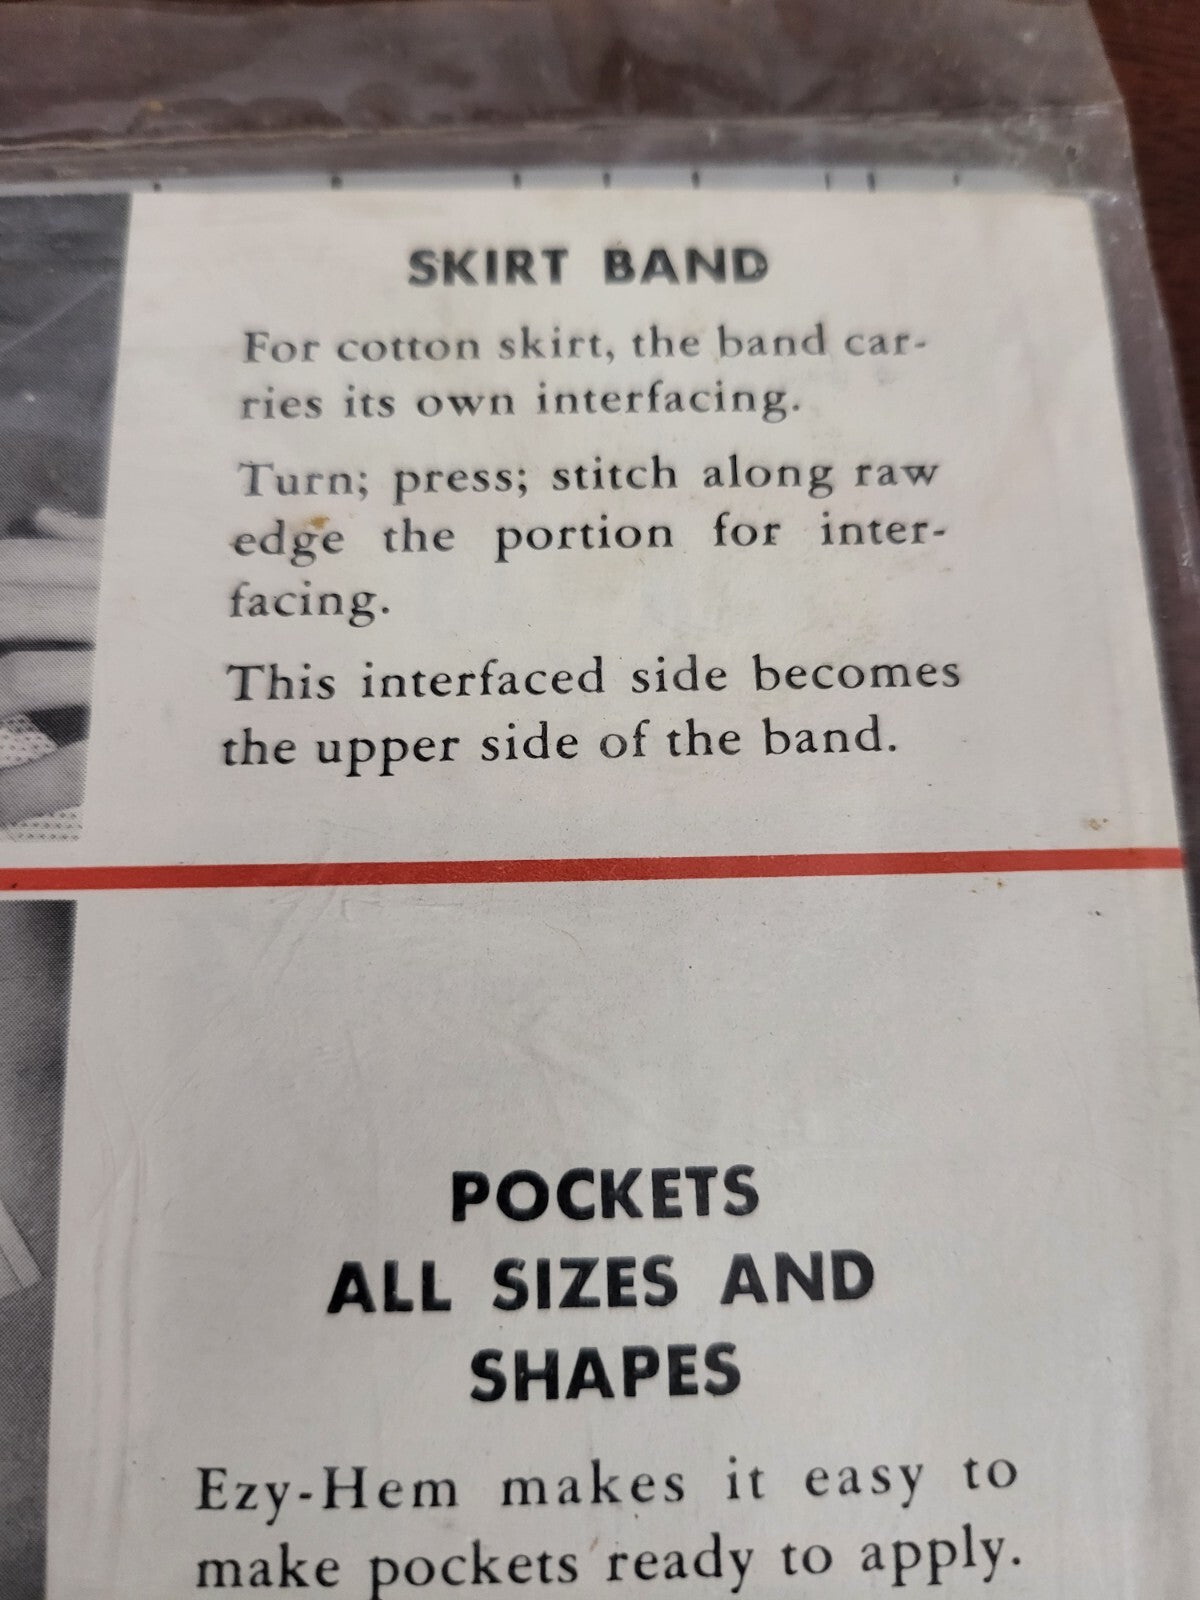 SKIRT BAND
For cotton skirt, the band car-
ries its own interfacing.
Turn; press; stitch along raw
edge the portion for inter-
facing.
This interfaced side becomes
the upper side of the band.
POCKETS
ALL SIZES AND
SHAPES
Ezy-Hem makes it easy to
make pockets ready to apply.